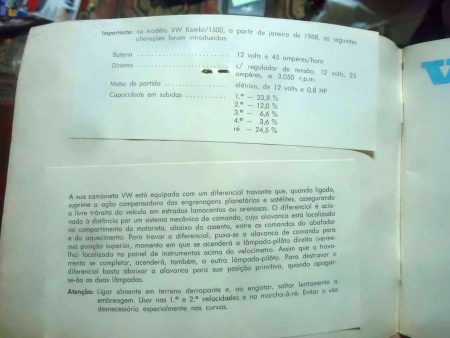 Importante: no modêlo VW Kombi/1500, a partir de janeiro de 1968, as seguintes
alterações foram introduzidas:
Bateria .................... 12 volts e 45 ampéres/hora
Dínamo .................... c/ regulador de tensão, 12 volts, 25
ampéres, a 3.050 r.p.m.
Motor de partida ............ elétrico, de 12 volts e 0,8 HP
Capacidade em subidas .......... 1.ª — 23,8 %
2.ª — 12,0 %
3.ª — 6,6 %
4.ª — 3,6 %
ré — 24,5 %
A sua camioneta VW está equipada com um diferencial travante que, quando ligado,
suprime a ação compensadora das engrenagens planetárias e satélites, assegurando
o livre trânsito do veículo em estradas lamacentas ou arenosas. O diferencial é acio-
nado à distância por um sistema mecânico de comando, cuja alavanca está localizada
no compartimento do motorista, abaixo do assento, entre os comandos do abafador
e do aquecimento. Para travar o diferencial, puxa-se a alavanca de comando para
sua posição superior, momento em que se acenderá a lâmpada-pilôto direita (verme-
lha) localizada no painel de instrumentos acima do velocímetro. Assim que o trava-
mento se completar, acenderá, também, a outra lâmpada-pilôto. Para destravar o
diferencial basta abaixar a alavanca para sua posição primitiva, quando apagar-
se-ão as duas lâmpadas.
Atenção: Ligar sòmente em terreno derrapante e, ao engatar, soltar lentamente a
embreagem. Usar nas 1.ª e 2.ª velocidades e na marcha-à-ré. Evitar o uso
desnecessário especialmente nas curvas.